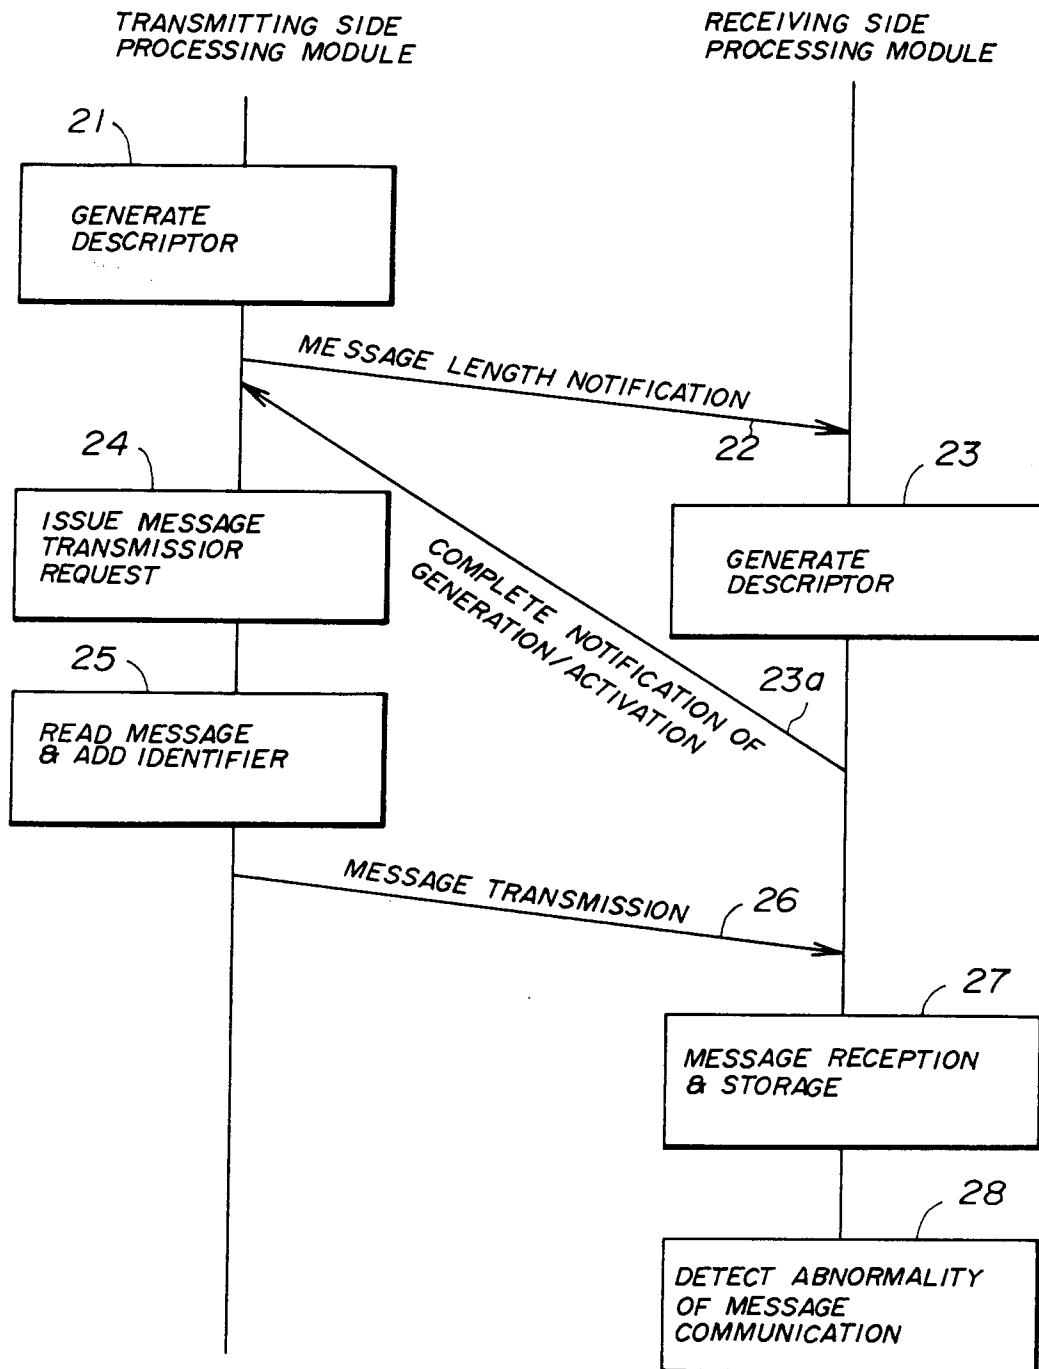 TRANSMITTING SIDE
PROCESSING MODULE
RECEIVING SIDE
PROCESSING MODULE
21
GENERATE
DESCRIPTOR
MESSAGE LENGTH NOTIFICATION
22
23
GENERATE
DESCRIPTOR
24
ISSUE MESSAGE
TRANSMISSIOR
REQUEST
COMPLETE NOTIFICATION OF
GENERATION/ACTIVATION
23a
25
READ MESSAGE
& ADD IDENTIFIER
MESSAGE TRANSMISSION
26
27
MESSAGE RECEPTION
& STORAGE
28
DETECT ABNORMALITY
OF MESSAGE
COMMUNICATION